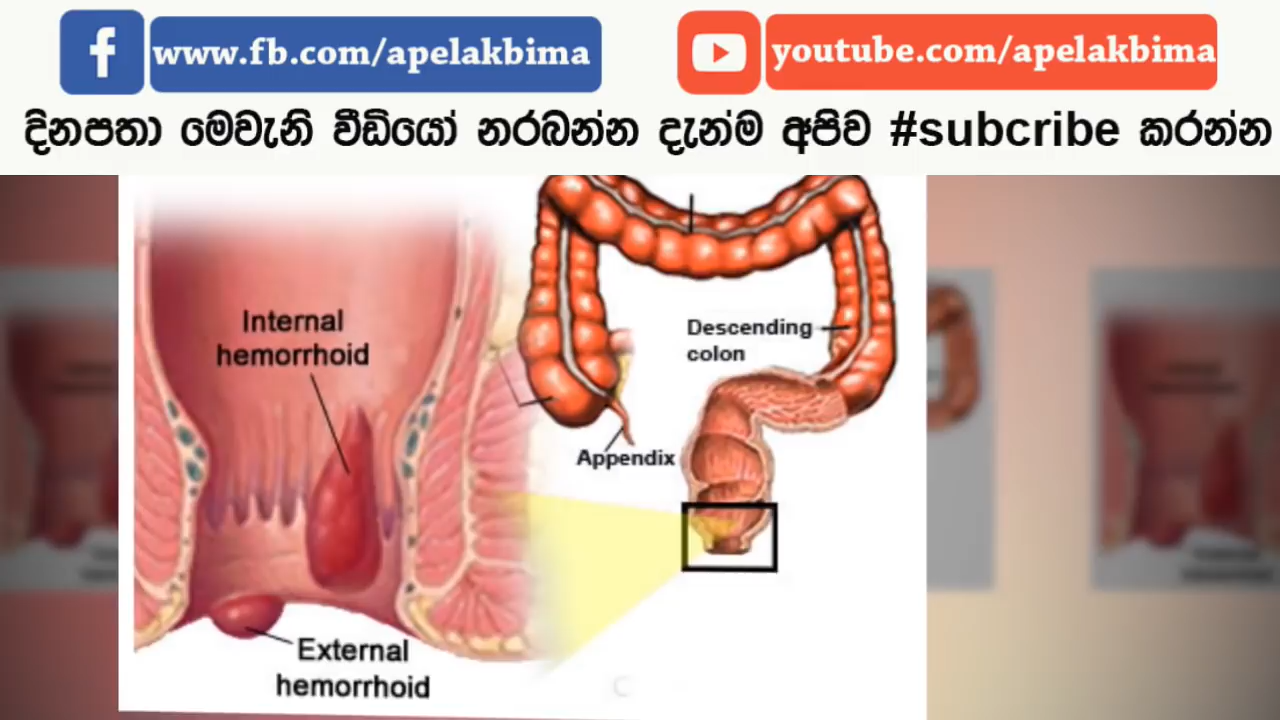 www.fb.com/apelakbima
youtube.com/apelakbima
දිනපතා මෙවැනි වීඩියෝ නරබන්න දැන්ම අපිව #subcribe කරන්න
Internal
hemorrhoid
Descending
colon
Appendix
External
hemorrhoid